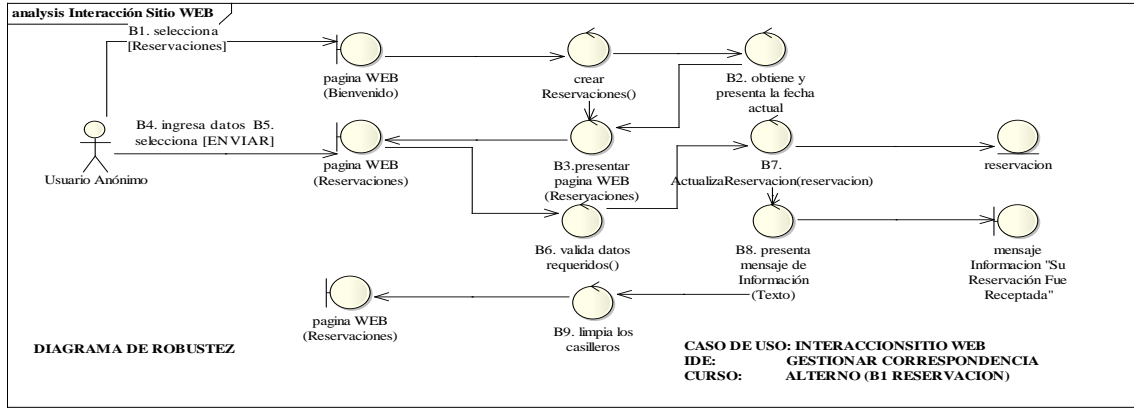 analysis Interacción Sitio WEB
B1. selecciona
[Reservaciones]
pagina WEB
(Bienvenido)
crear
Reservaciones()
B2. obtiene y
presenta la fecha
actual
B4. ingresa datos B5.
selecciona [ENVIAR]
Usuario Anónimo
pagina WEB
(Reservaciones)
B3.presentar
pagina WEB
(Reservaciones)
B7.
ActualizaReservacion(reservacion)
reservacion
B6. valida datos
requeridos()
B8. presenta
mensaje de
Información
(Texto)
mensaje
Informacion "Su
Reservación Fue
Receptada"
pagina WEB
(Reservaciones)
B9. limpia los
casilleros
DIAGRAMA DE ROBUSTEZ
CASO DE USO: INTERACCIONSITIO WEB
IDE: GESTIONAR CORRESPONDENCIA
CURSO: ALTERNO (B1 RESERVACION)